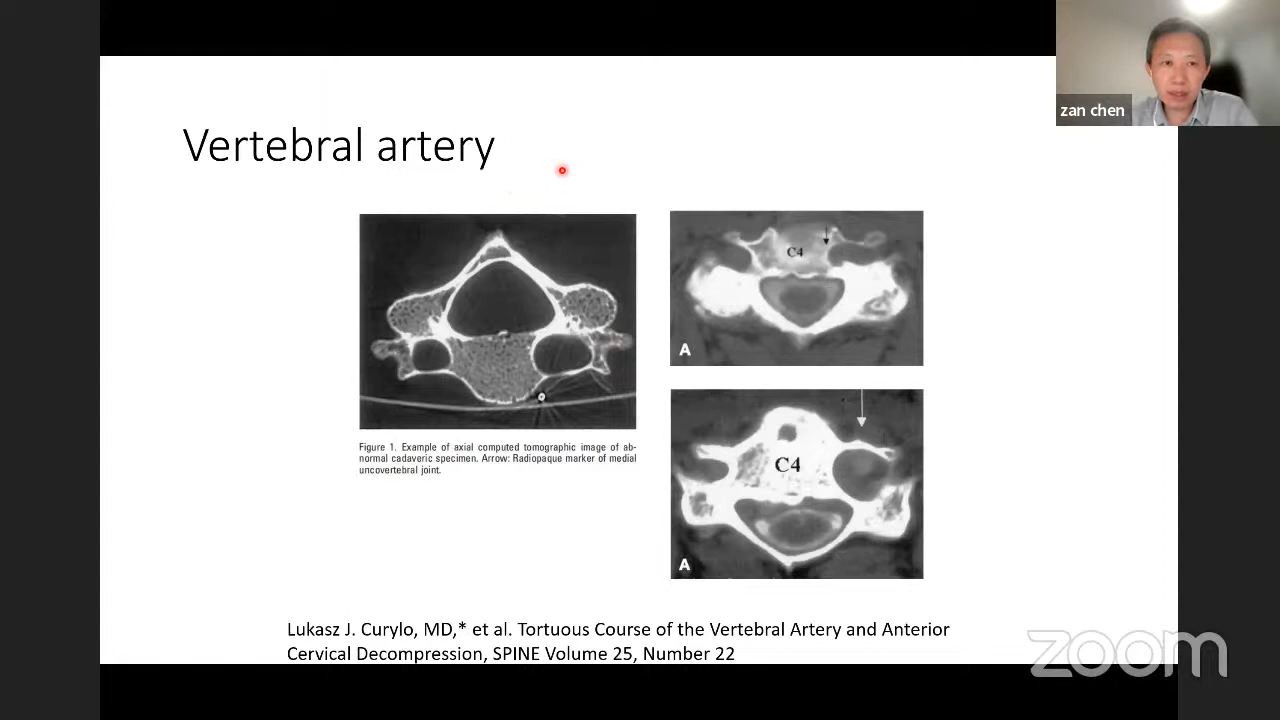 zan chen
Vertebral artery
C4
A
Figure 1. Example of axial computed tomographic image of ab-
normal cadaveric specimen. Arrow: Radiopaque marker of medial
uncovertebral joint.
C4
A
Lukasz J. Curylo, MD,* et al. Tortuous Course of the Vertebral Artery and Anterior
Cervical Decompression, SPINE Volume 25, Number 22
zoom